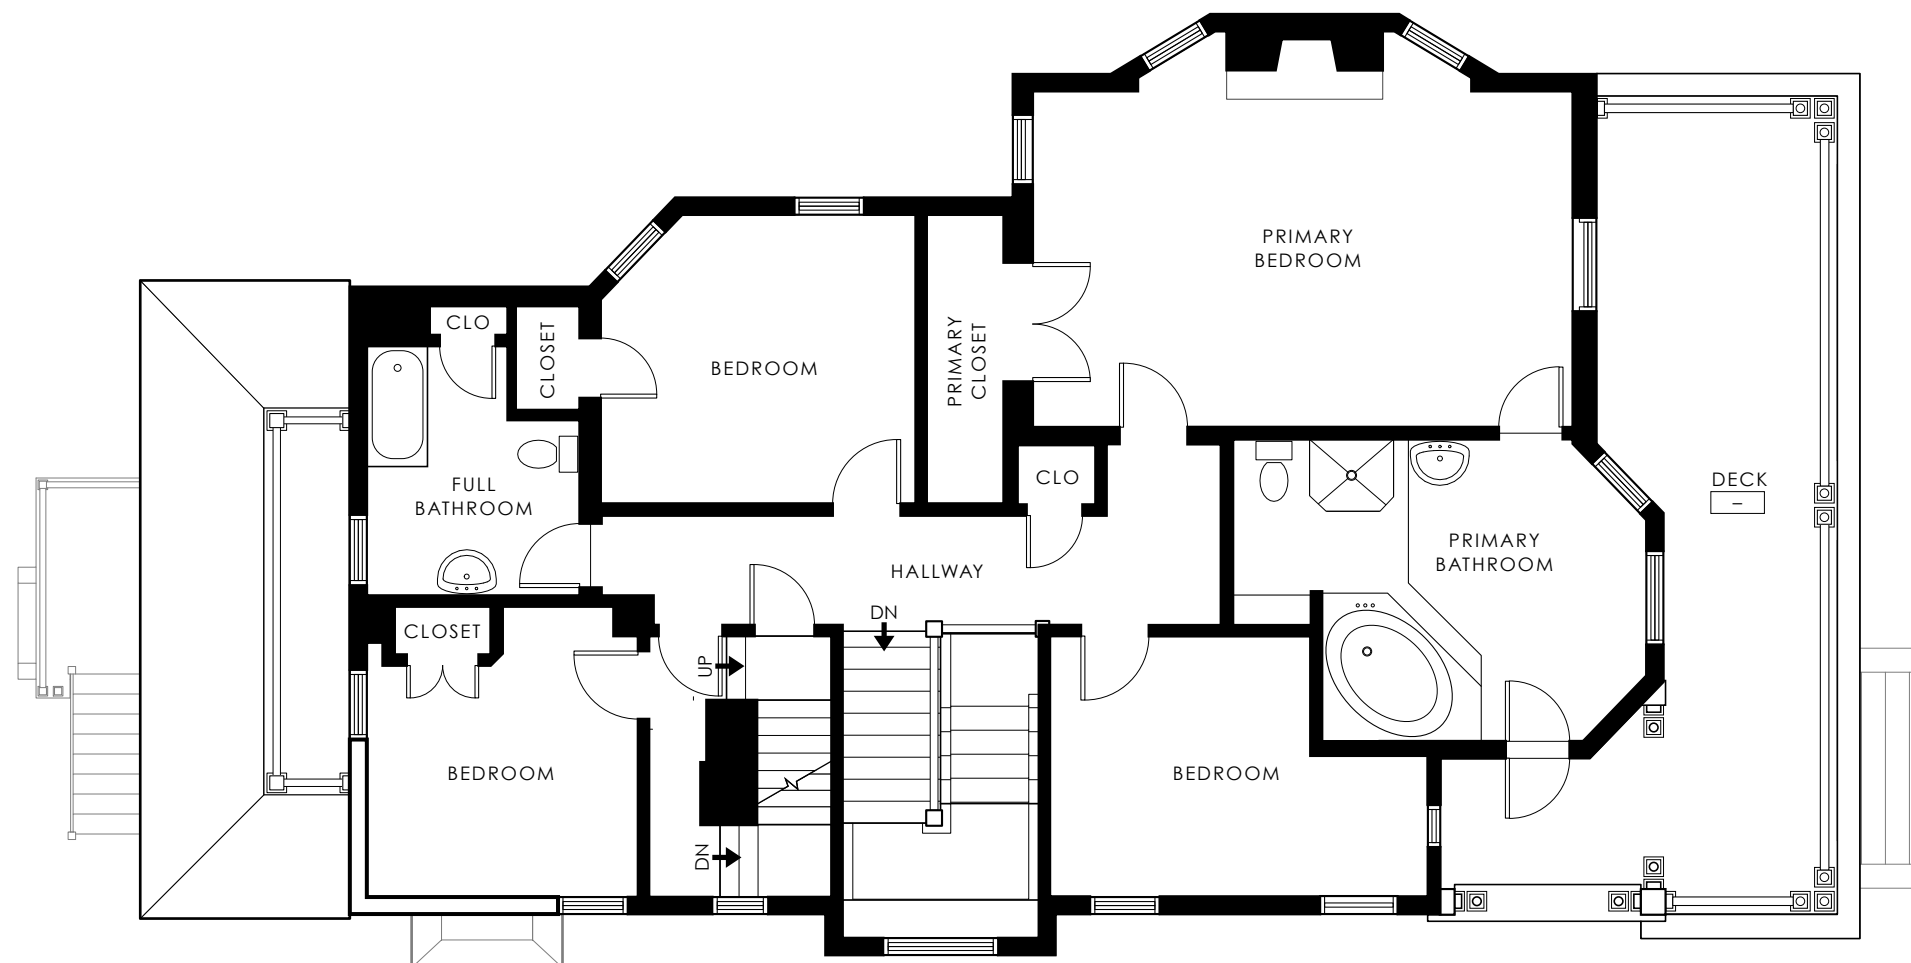 PRIMARY
BEDROOM
CLO
CLOSET
BEDROOM
PRIMARY
CLOSET
CLO
FULL
BATHROOM
DECK
–
PRIMARY
BATHROOM
HALLWAY
DN
CLOSET
UP
BEDROOM
BEDROOM
DN